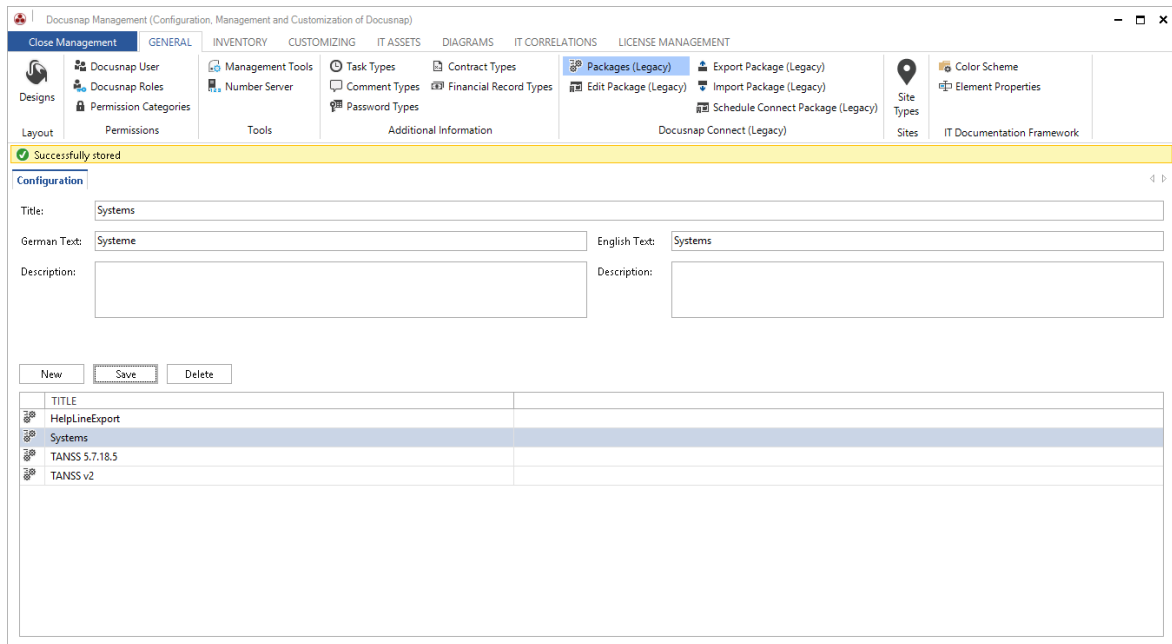 Docusnap Management (Configuration, Management and Customization of Docusnap)
Close Management GENERAL INVENTORY CUSTOMIZING IT ASSETS DIAGRAMS IT CORRELATIONS LICENSE MANAGEMENT
Designs
Layout
Docusnap User
Docusnap Roles
Permission Categories
Permissions
Management Tools
Number Server
Tools
Task Types
Comment Types
Password Types
Contract Types
Financial Record Types
Additional Information
Packages (Legacy)
Edit Package (Legacy)
Export Package (Legacy)
Import Package (Legacy)
Schedule Connect Package (Legacy)
Docusnap Connect (Legacy)
Site
Types
Sites
Color Scheme
Element Properties
IT Documentation Framework
Successfully stored
Configuration
Title: Systems
German Text: Systeme English Text: Systems
Description: Description:
New Save Delete
TITLE
HelpLineExport
Systems
TANSS 5.7.18.5
TANSS v2